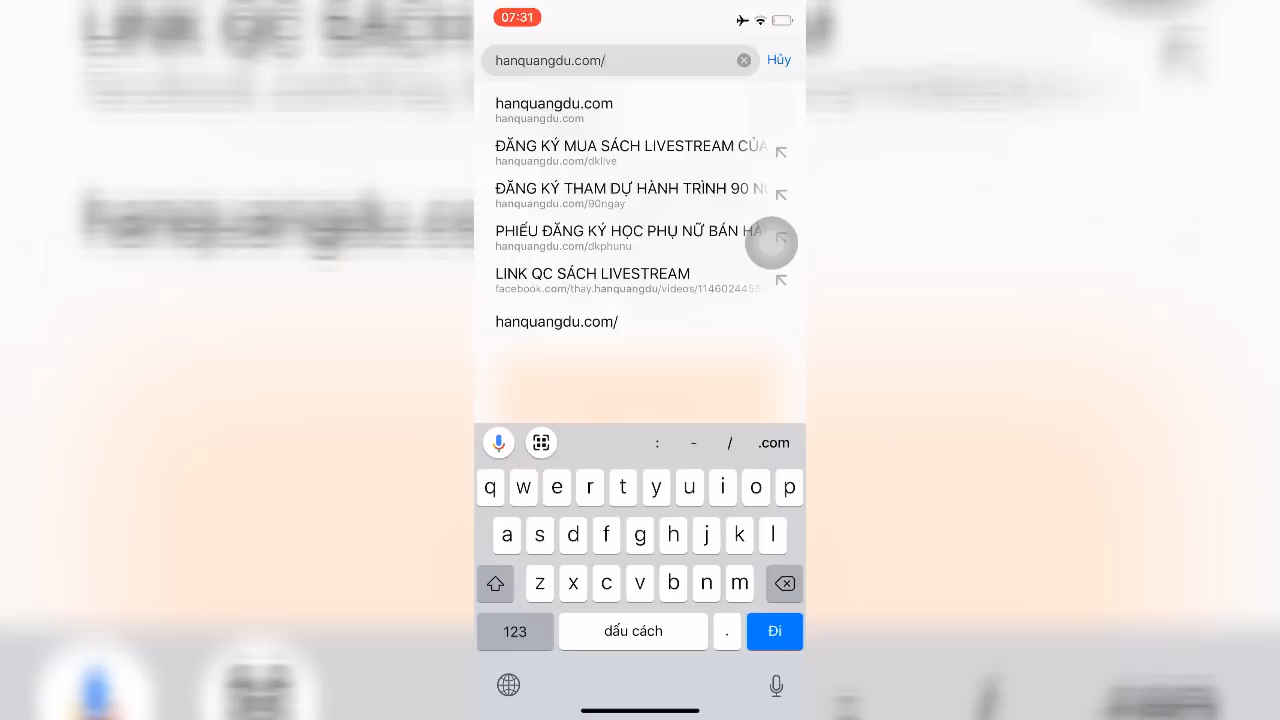 07:31
hanquangdu.com/
Hủy
hanquangdu.com
hanquangdu.com
ĐĂNG KÝ MUA SÁCH LIVESTREAM CỦA
hanquangdu.com/dklive
ĐĂNG KÝ THAM DỰ HÀNH TRÌNH 90
hanquangdu.com/90ngay
PHIẾU ĐĂNG KÝ HỌC PHỤ NỮ BÁN
hanquangdu.com/dkphunu
LINK QC SÁCH LIVESTREAM
facebook.com/thay.hanquangdu/videos/114602445
hanquangdu.com/
: - / .com
q w e r t y u i o p
a s d f g h j k l
z x c v b n m
123 dấu cách . Đi